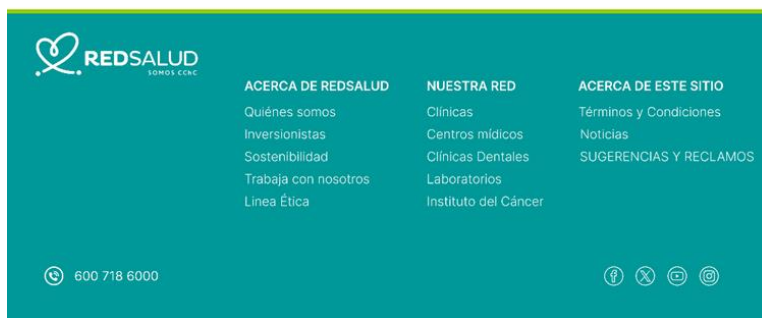 REDSALUD
SOMOS CChC
ACERCA DE REDSALUD
Quiénes somos
Inversionistas
Sostenibilidad
Trabaja con nosotros
Linea Ética
NUESTRA RED
Clínicas
Centros mídicos
Clínicas Dentales
Laboratorios
Instituto del Cáncer
ACERCA DE ESTE SITIO
Términos y Condiciones
Noticias
SUGERENCIAS Y RECLAMOS
600 718 6000